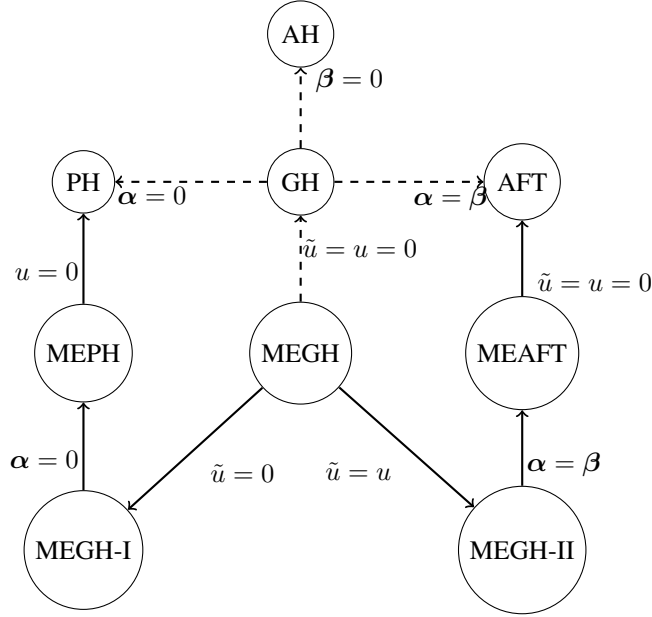 AH
𝜷 = 0
PH
GH
AFT
𝜶 = 0
𝜶 = 𝜷
ũ = u = 0
u = 0
ũ = u = 0
MEPH
MEGH
MEAFT
𝜶 = 0
ũ = 0
ũ = u
𝜶 = 𝜷
MEGH-I
MEGH-II